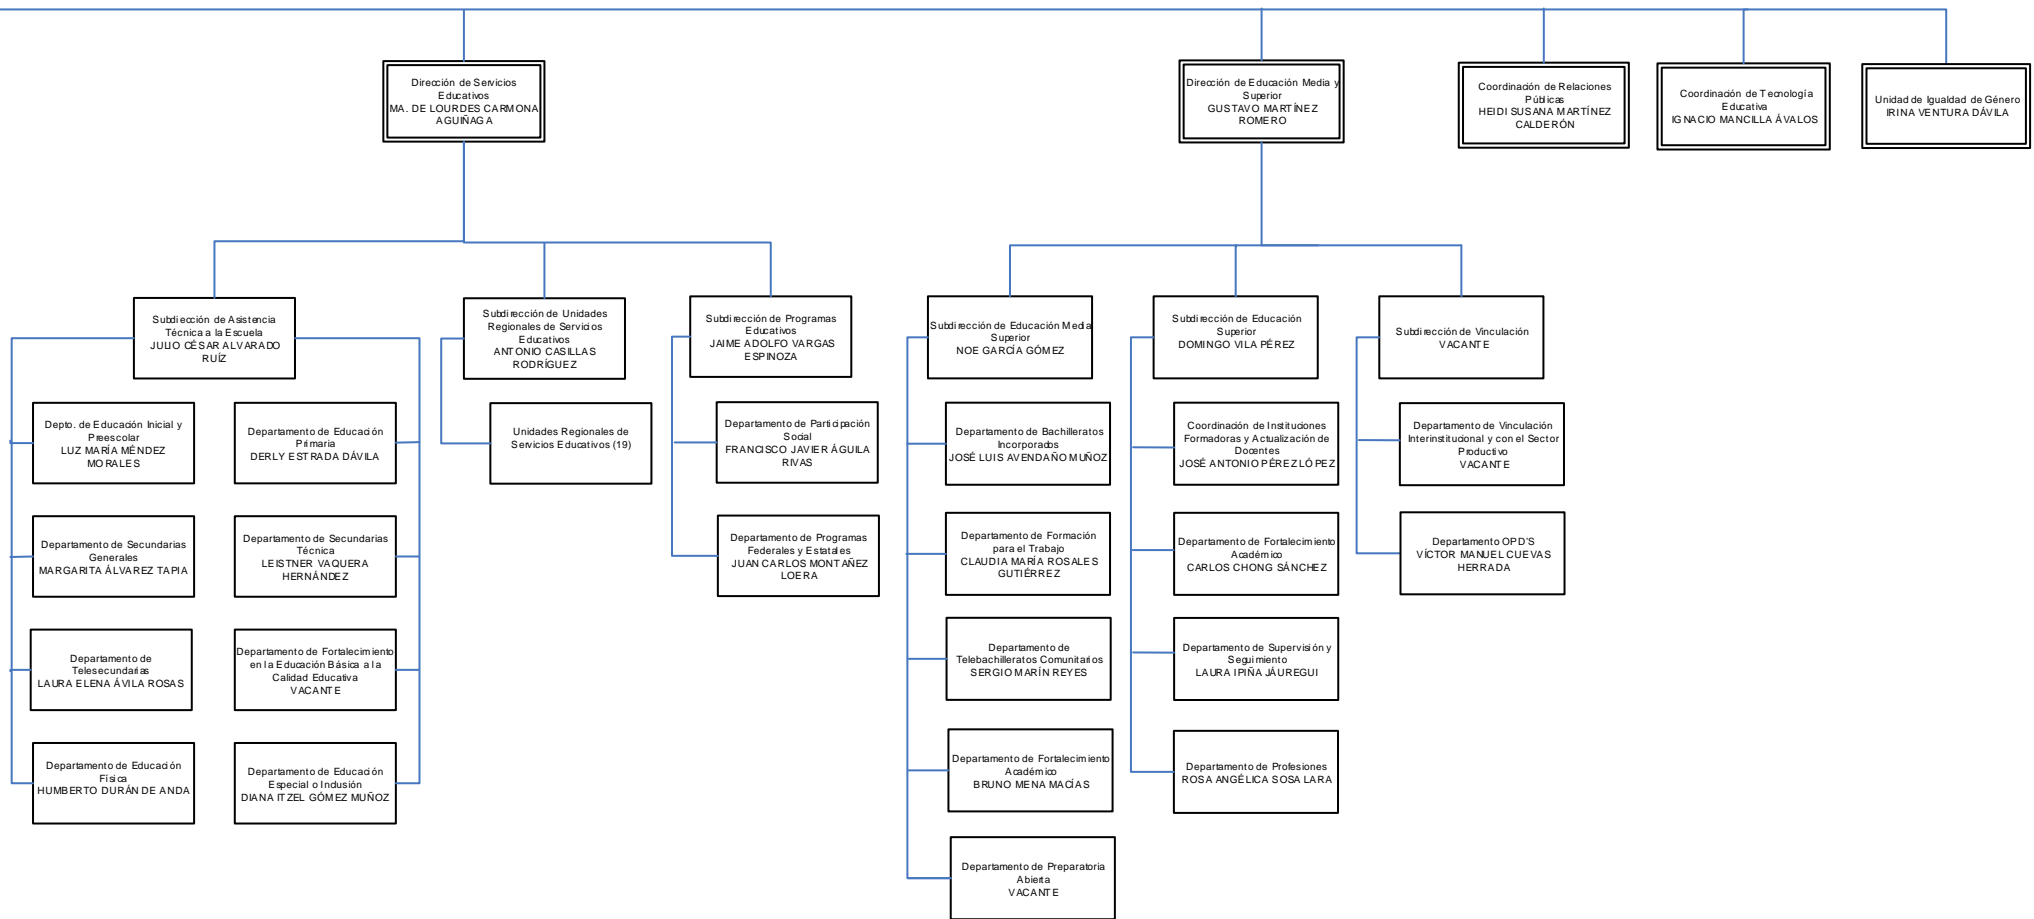 Dirección de Servicios
Educativos
MA. DE LOURDES CARMONA
AGUIÑAGA
Dirección de Educación Media y
Superior
GUSTAVO MARTÍNEZ
ROMERO
Coordinación de Relaciones
Públicas
HEIDI SUSANA MARTÍNEZ
CALDERÓN
Coordinación de Tecnología
Educativa
IGNACIO MANCILLA ÁVALOS
Unidad de Igualdad de Género
IRINA VENTURA DÁVILA
Subdiección de Asistencia
Técnica a la Escuela
JULIO CÉSAR ALVARADO
RUÍZ
Subdirección de Unidades
Regionales de Servicios
Educativos
ANTONIO CASILLAS
RODRÍGUEZ
Subdirección de Programas
Educativos
JAIME ADOLFO VARGAS
ESPINOZA
Subdirección de Educación Media
Superior
NOE GARCÍA GÓMEZ
Subdirección de Educación
Superior
DOMINGO VILA PÉREZ
Subdirección de Vinculación
VACANTE
Depto. de Educación Inicial y
Preescolar
LUZ MARÍA MÉNDEZ
MORALES
Departamento de Educación
Primaria
DERLY ESTRADA DÁVILA
Unidades Regionales de
Servicios Educativos (19)
Departamento de Participación
Social
FRANCISCO JAVIER ÁGUILA
RIVAS
Departamento de Bachilleratos
Incorporados
JOSÉ LUIS AVENDAÑO MUÑOZ
Coordinación de Instituciones
Formadoras y Actualización de
Docentes
JOSÉ ANTONIO PÉREZ LÓPEZ
Departamento de Vinculación
Interinstitucional y con el Sector
Productivo
VACANTE
Departamento de Secundarias
Generales
MARGARITA ÁLVAREZ TAPIA
Departamento de Secundarias
Técnica
LEISTNER VAQUERA
HERNÁNDEZ
Departamento de Programas
Federales y Estatales
JUAN CARLOS MONTAÑEZ
LOERA
Departamento de Formación
para el Trabajo
CLAUDIA MARÍA ROSALES
GUTIÉRREZ
Departamento de Fortalecimiento
Académico
CARLOS CHONG SÁNCHEZ
Departamento OPD'S
VÍCTOR MANUEL CUEVAS
HERRADA
Departamento de
Telesecundarias
LAURA ELENA ÁVILA ROSAS
Departamento de Fortalecimiento
en la Educación Básica a la
Calidad Educativa
VACANTE
Departamento de
Telebachilleratos Comunitarios
SERGIO MARÍN REYES
Departamento de Supervisión y
Seguimiento
LAURA IPIÑA JÁUREGUI
Departamento de Educación
Física
HUMBERTO DURÁN DE ANDA
Departamento de Educación
Especial o Inclusión
DIANA ITZEL GÓMEZ MUÑOZ
Departamento de Fortalecimiento
Académico
BRUNO MENA MACÍAS
Departamento de Profesiones
ROSA ANGÉLICA SOSA LARA
Departamento de Preparatoria
Abierta
VACANTE